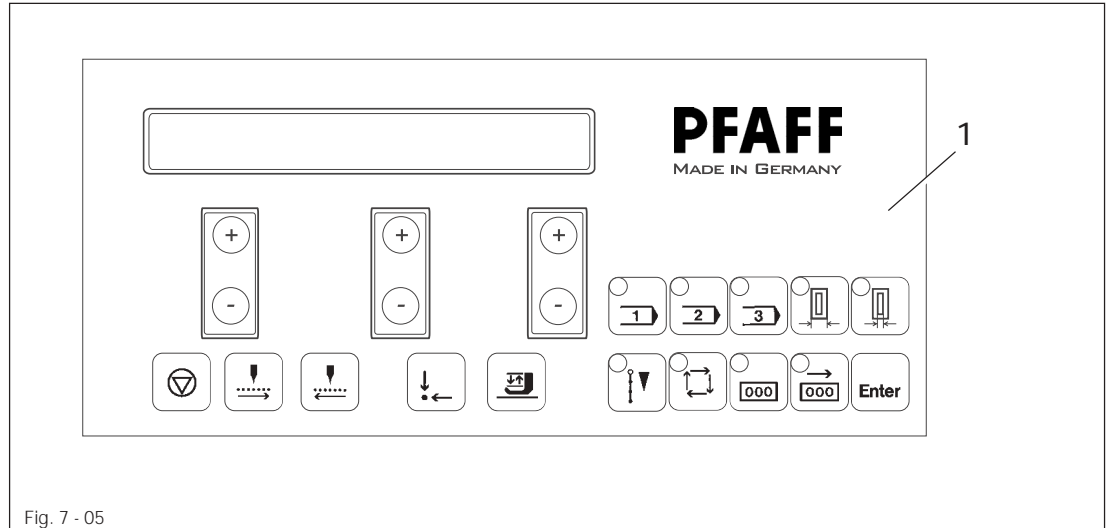 PFAFF
MADE IN GERMANY
1
+ + +
- - -
1 2 3
000 000 Enter
Fig. 7 - 05